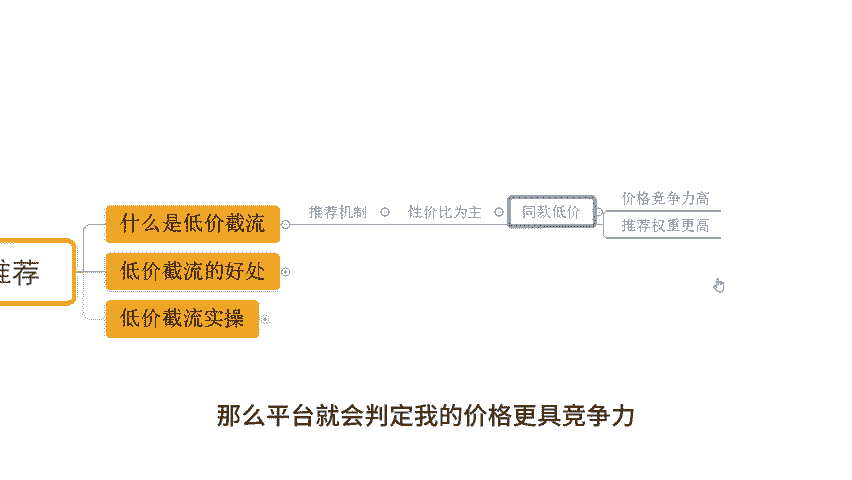 推荐
什么是低价截流
推荐机制
性价比为主
同款低价
价格竞争力高
推荐权重更高
低价截流的好处
低价截流实操
那么平台就会判定我的价格更具竞争力